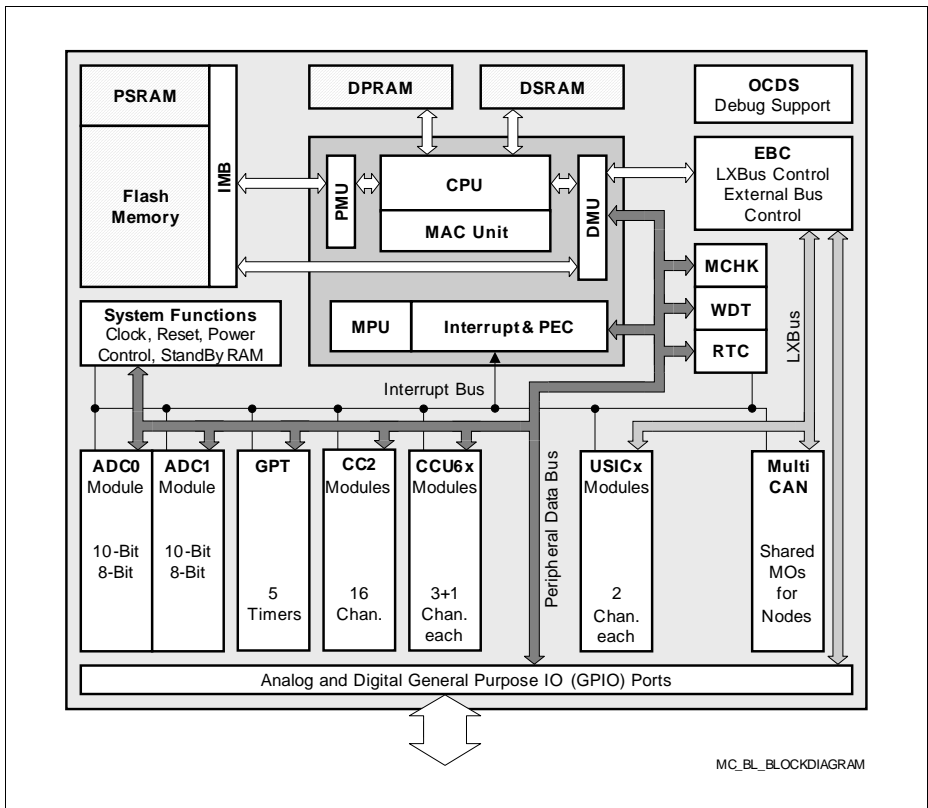 PSRAM
Flash
Memory
IMB
DPRAM
DSRAM
OCDS
Debug Support
PMU
CPU
MAC Unit
DMU
EBC
LXBus Control
External Bus
Control
MPU
Interrupt & PEC
MCHK
WDT
RTC
LXBus
System Functions
Clock, Reset, Power
Control, StandBy RAM
Interrupt Bus
Peripheral Data Bus
ADC0
Module
10-Bit
8-Bit
ADC1
Module
10-Bit
8-Bit
GPT
5
Timers
CC2
Modules
16
Chan.
CCU6x
Modules
3+1
Chan.
each
USICx
Modules
2
Chan.
each
Multi
CAN
Shared
MOs
for
Nodes
Analog and Digital General Purpose IO (GPIO) Ports
MC_BL_BLOCKDIAGRAM